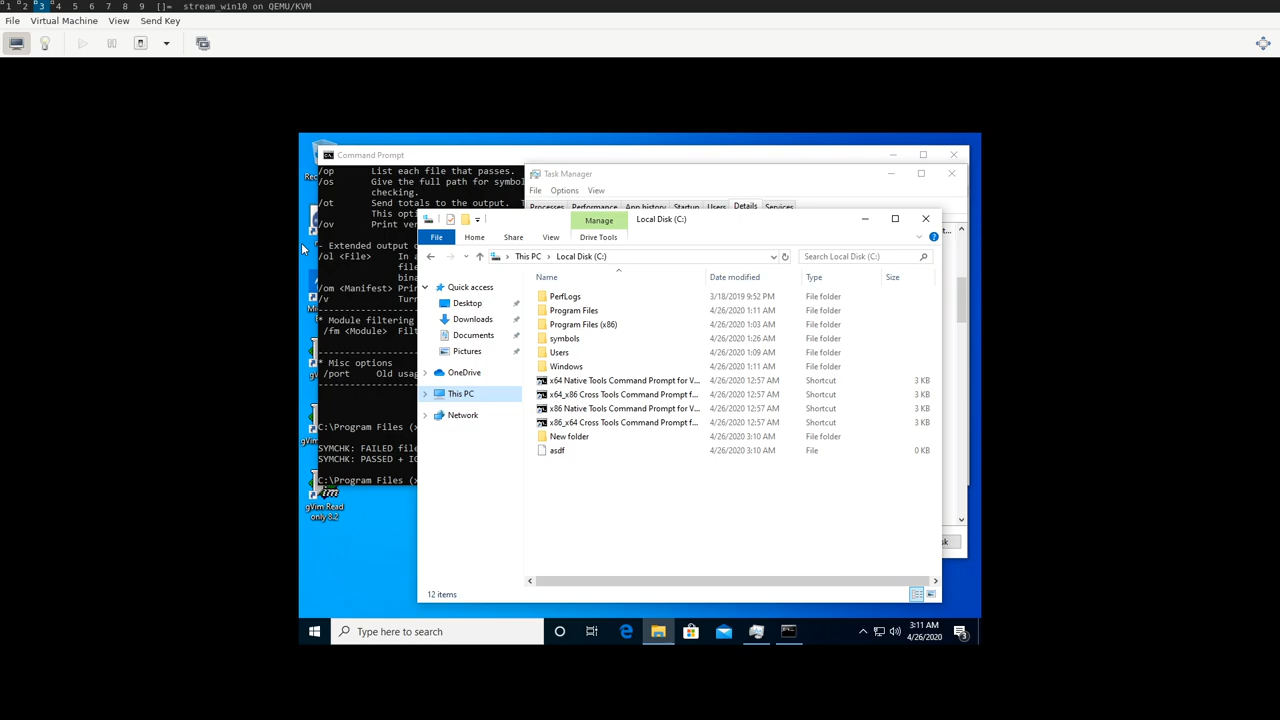 1 2 3 4 5 6 7 8 9 []= stream_win10 on QEMU/KVM
File Virtual Machine View Send Key
Command Prompt
/op List each file that passes.
/os Give the full path for symbol
checking.
/ot Send totals to the output.
This opti
/ov Print ver
- Extended output o
/ol <File> In a
file
bina
/om <Manifest> Prin
/v Turn
* Module filtering
/fm <Module> Filt
* Misc options
/port Old usag
C:\Program Files (x
SYMCHK: FAILED file
SYMCHK: PASSED + IG
C:\Program Files (x
Task Manager
File Options View
Processes Performance App history Startup Users Details Services
Manage Local Disk (C:)
File Home Share View Drive Tools
This PC Local Disk (C:) Search Local Disk (C:)
Quick access
Desktop
Downloads
Documents
Pictures
OneDrive
This PC
Network
Name Date modified Type Size
PerfLogs 3/18/2019 9:52 PM File folder
Program Files 4/26/2020 1:11 AM File folder
Program Files (x86) 4/26/2020 1:03 AM File folder
symbols 4/26/2020 1:26 AM File folder
Users 4/26/2020 1:09 AM File folder
Windows 4/26/2020 1:11 AM File folder
x64 Native Tools Command Prompt for V... 4/26/2020 12:57 AM Shortcut 3 KB
x64_x86 Cross Tools Command Prompt f... 4/26/2020 12:57 AM Shortcut 3 KB
x86 Native Tools Command Prompt for V... 4/26/2020 12:57 AM Shortcut 3 KB
x86_x64 Cross Tools Command Prompt f... 4/26/2020 12:57 AM Shortcut 3 KB
New folder 4/26/2020 3:10 AM File folder
asdf 4/26/2020 3:10 AM File 0 KB
12 items
gVim Read
only 8.2
Type here to search
3:11 AM
4/26/2020
3